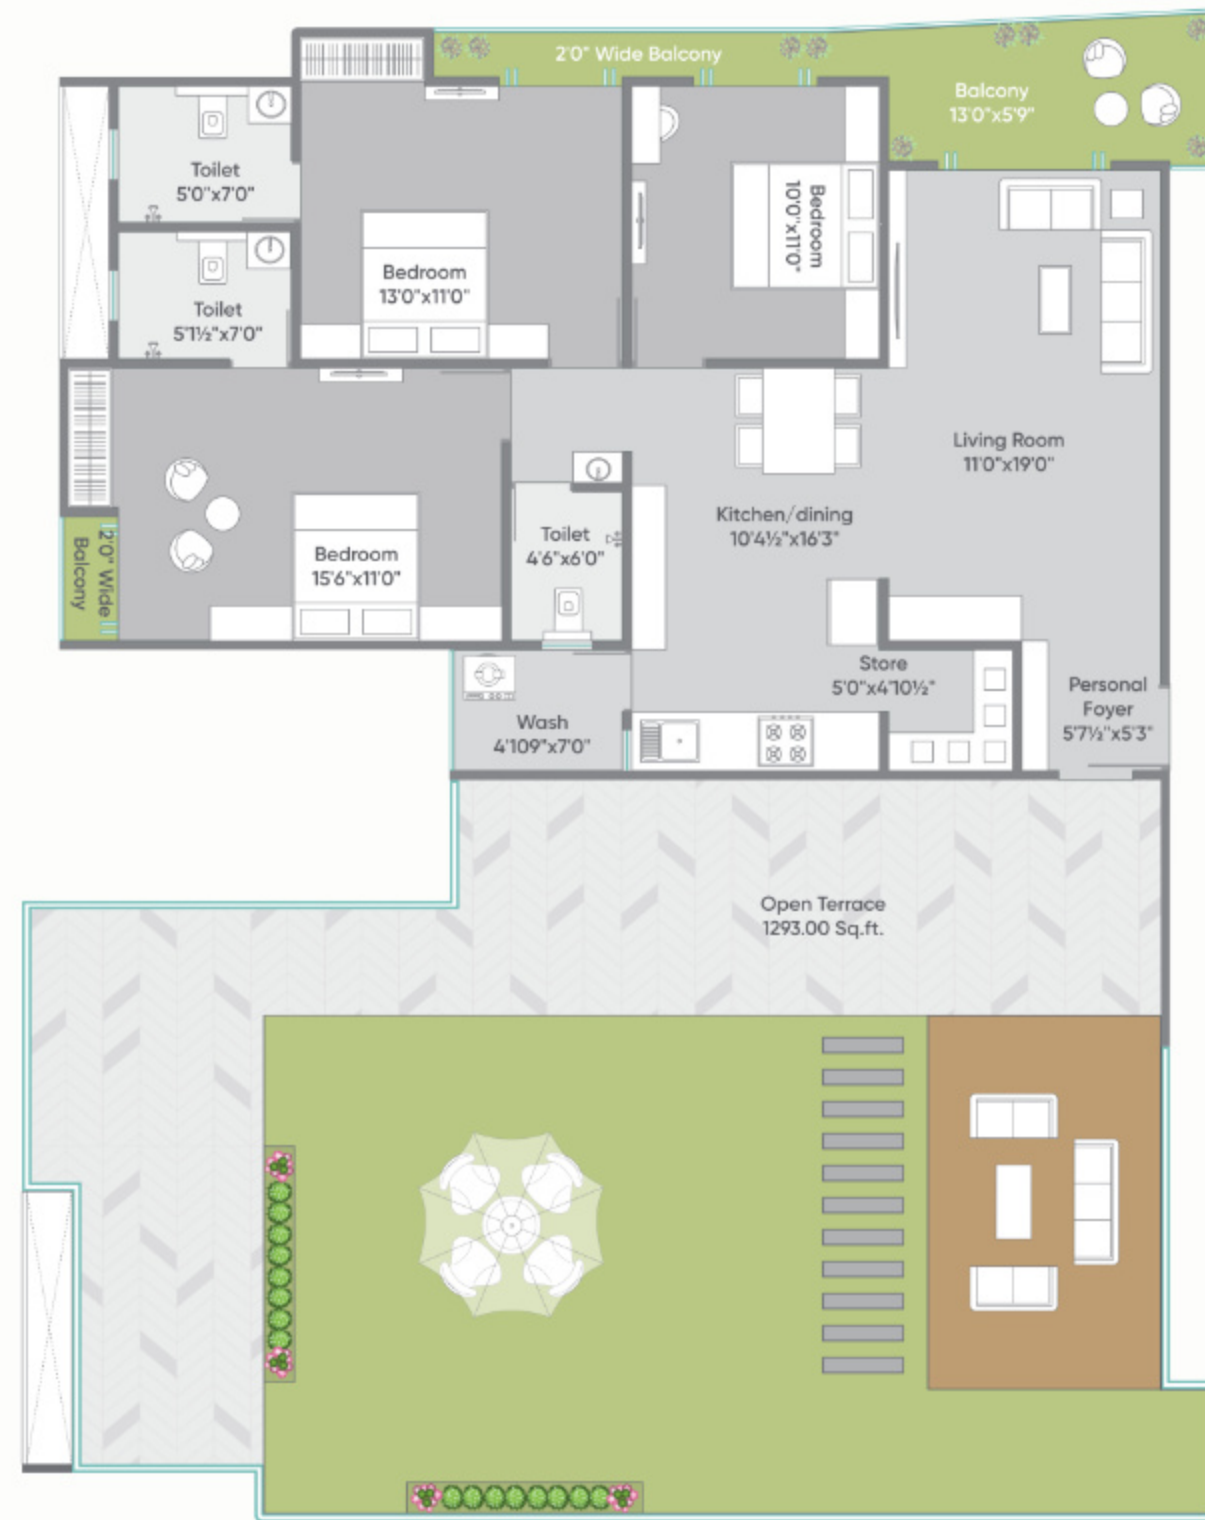 2'0" Wide Balcony
Balcony
13'0"x5'9"
Toilet
5'0"x7'0"
Bedroom
10'0"x11'0"
Bedroom
13'0"x11'0"
Toilet
5'1½"x7'0"
Living Room
11'0"x19'0"
Kitchen/dining
10'4½"x16'3"
Toilet
4'6"x6'0"
Bedroom
15'6"x11'0"
2'0" Wide
Balcony
Store
5'0"x4'10½"
Personal
Foyer
5'7½"x5'3"
Wash
4'109"x7'0"
Open Terrace
1293.00 Sq.ft.